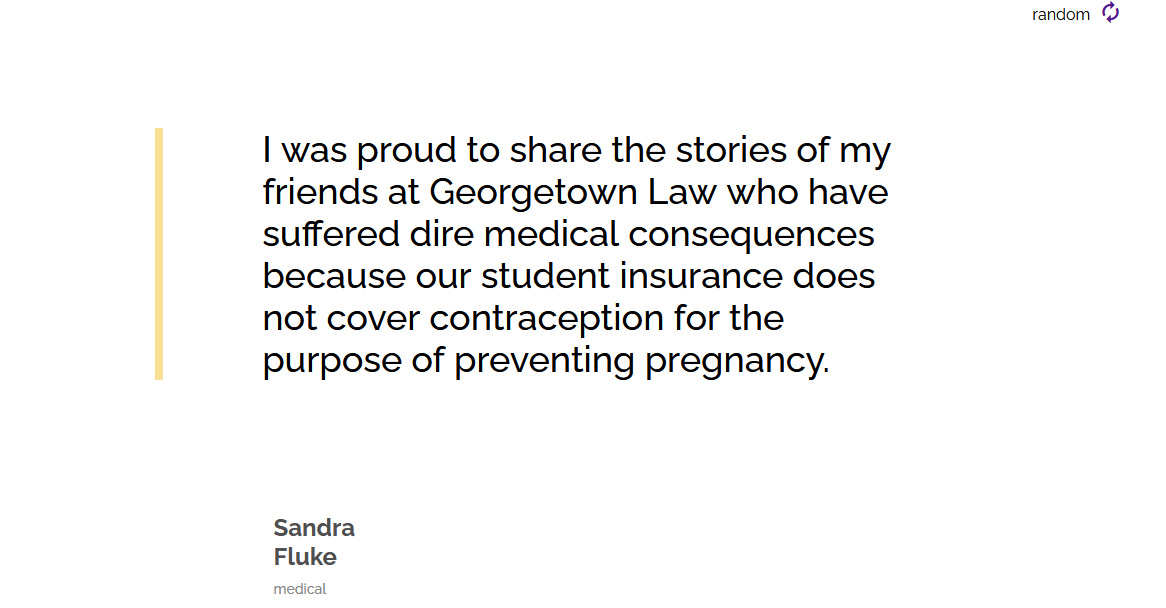 random
I was proud to share the stories of my
friends at Georgetown Law who have
suffered dire medical consequences
because our student insurance does
not cover contraception for the
purpose of preventing pregnancy.
Sandra
Fluke
medical